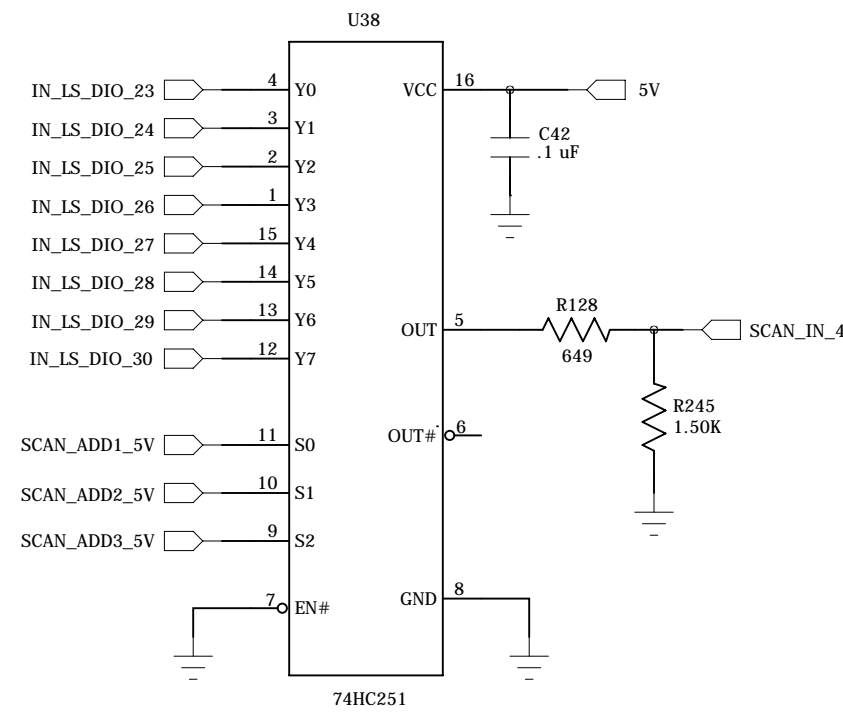 U38
IN_LS_DIO_23 4 Y0 VCC 16 5V
IN_LS_DIO_24 3 Y1
C42
.1 uF
IN_LS_DIO_25 2 Y2
IN_LS_DIO_26 1 Y3
IN_LS_DIO_27 15 Y4
IN_LS_DIO_28 14 Y5
IN_LS_DIO_29 13 Y6
R128
OUT 5 SCAN_IN_4
649
IN_LS_DIO_30 12 Y7
R245
1.50K
SCAN_ADD1_5V 11 S0 OUT# 6
SCAN_ADD2_5V 10 S1
SCAN_ADD3_5V 9 S2
7 EN# GND 8
74HC251